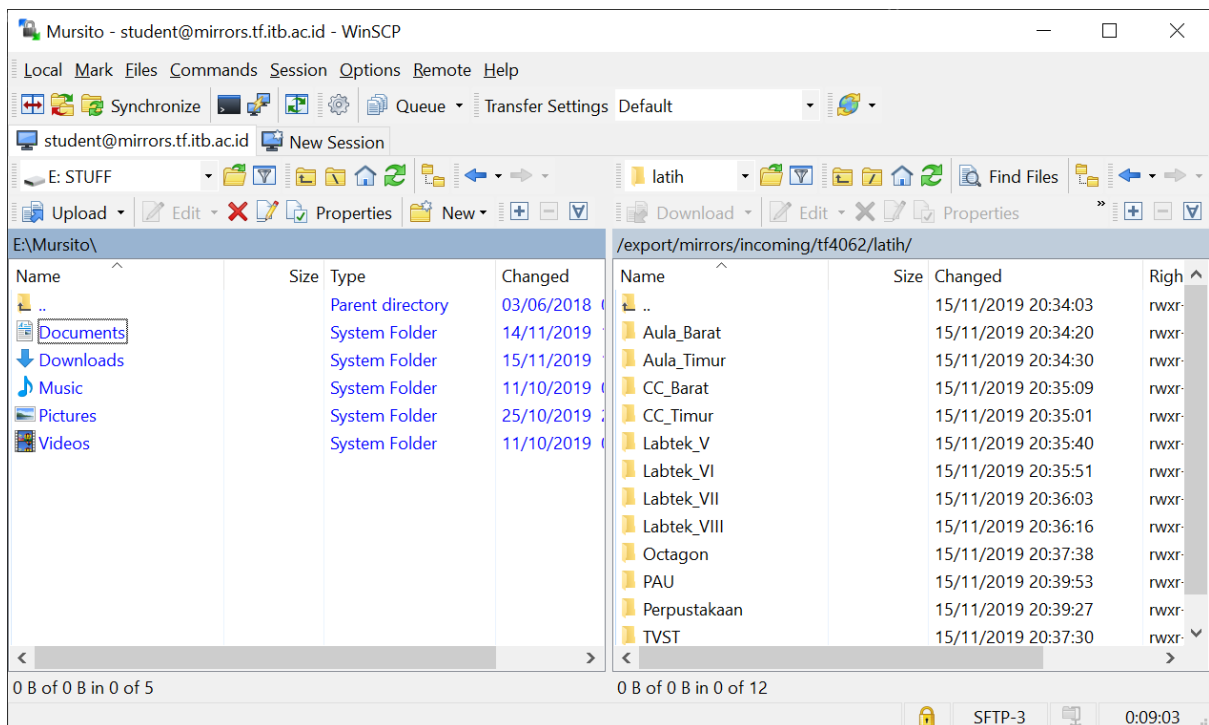 Mursito - student@mirrors.tf.itb.ac.id - WinSCP
Local Mark Files Commands Session Options Remote Help
Synchronize Queue Transfer Settings Default
student@mirrors.tf.itb.ac.id New Session
E: STUFF latih Find Files
Upload Edit Properties New Download Edit Properties »
E:\Mursito\ /export/mirrors/incoming/tf4062/latih/
Name Size Type Changed Name Size Changed Righ
.. Parent directory 03/06/2018 .. 15/11/2019 20:34:03 rwxr-
Documents System Folder 14/11/2019 Aula_Barat 15/11/2019 20:34:20 rwxr-
Downloads System Folder 15/11/2019 Aula_Timur 15/11/2019 20:34:30 rwxr-
Music System Folder 11/10/2019 CC_Barat 15/11/2019 20:35:09 rwxr-
Pictures System Folder 25/10/2019 CC_Timur 15/11/2019 20:35:01 rwxr-
Videos System Folder 11/10/2019 Labtek_V 15/11/2019 20:35:40 rwxr-
Labtek_VI 15/11/2019 20:35:51 rwxr-
Labtek_VII 15/11/2019 20:36:03 rwxr-
Labtek_VIII 15/11/2019 20:36:16 rwxr-
Octagon 15/11/2019 20:37:38 rwxr-
PAU 15/11/2019 20:39:53 rwxr-
Perpustakaan 15/11/2019 20:39:27 rwxr-
TVST 15/11/2019 20:37:30 rwxr-
0 B of 0 B in 0 of 5 0 B of 0 B in 0 of 12
SFTP-3 0:09:03